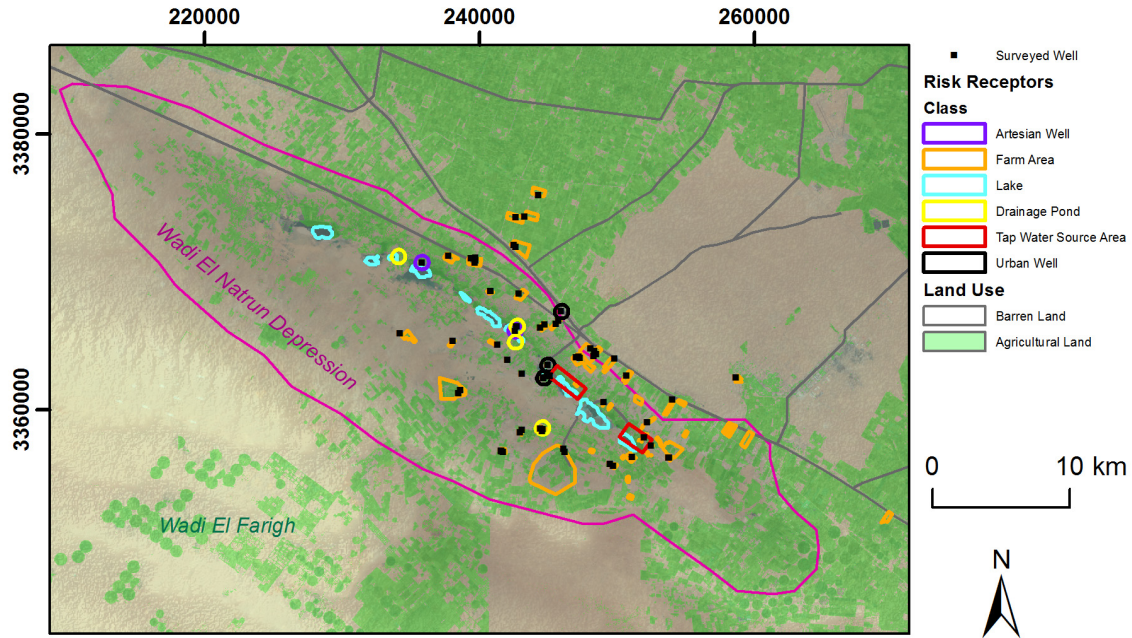 220000
240000
260000
3380000
3360000
Wadi El Natrun Depression
Wadi El Farigh
Surveyed Well
Risk Receptors
Class
Artesian Well
Farm Area
Lake
Drainage Pond
Tap Water Source Area
Urban Well
Land Use
Barren Land
Agricultural Land
0
10 km
N